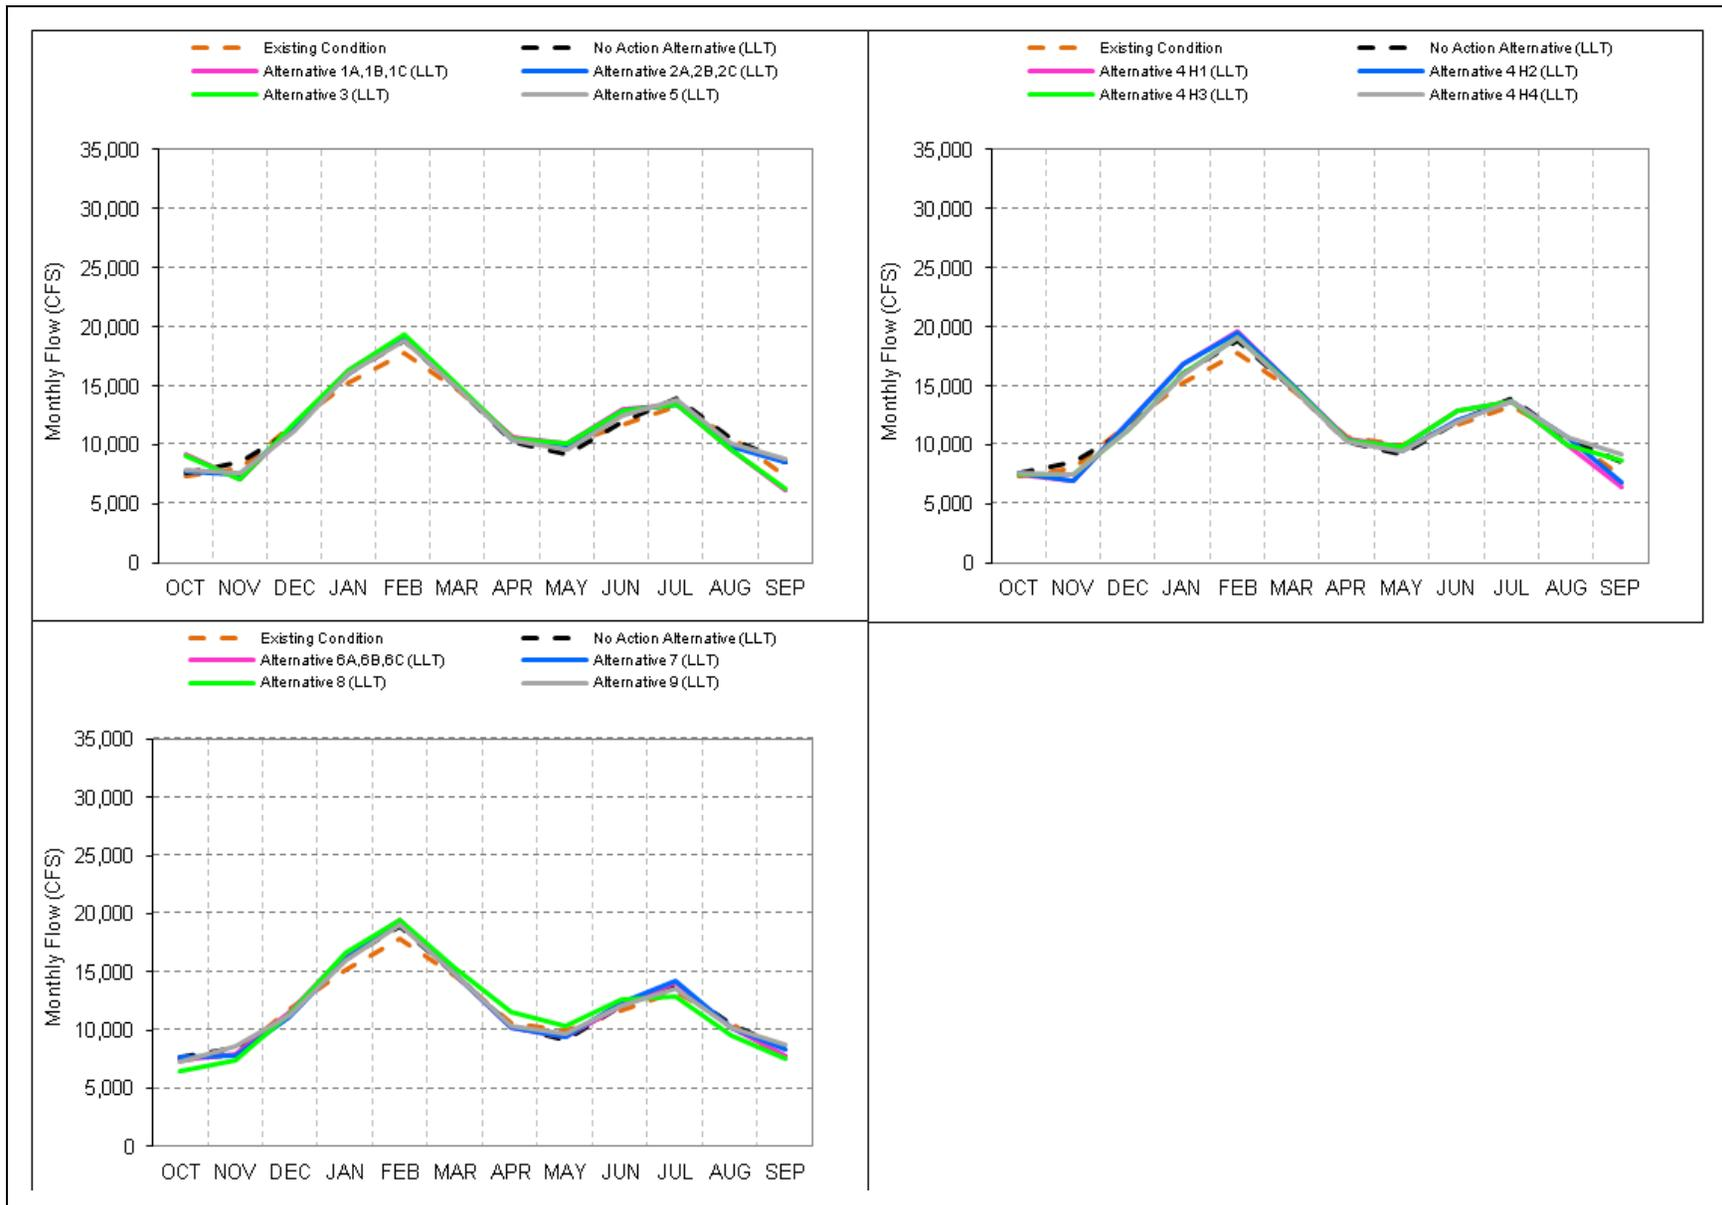 Existing Condition
No Action Alternative (LLT)
Alternative 1A,1B,1C (LLT)
Alternative 2A,2B,2C (LLT)
Alternative 3 (LLT)
Alternative 5 (LLT)
Monthly Flow (CFS)
35,000
30,000
25,000
20,000
15,000
10,000
5,000
0
OCT NOV DEC JAN FEB MAR APR MAY JUN JUL AUG SEP
Existing Condition
No Action Alternative (LLT)
Alternative 4 H1 (LLT)
Alternative 4 H2 (LLT)
Alternative 4 H3 (LLT)
Alternative 4 H4 (LLT)
Monthly Flow (CFS)
35,000
30,000
25,000
20,000
15,000
10,000
5,000
0
OCT NOV DEC JAN FEB MAR APR MAY JUN JUL AUG SEP
Existing Condition
No Action Alternative (LLT)
Alternative 6A,6B,6C (LLT)
Alternative 7 (LLT)
Alternative 8 (LLT)
Alternative 9 (LLT)
Monthly Flow (CFS)
35,000
30,000
25,000
20,000
15,000
10,000
5,000
0
OCT NOV DEC JAN FEB MAR APR MAY JUN JUL AUG SEP